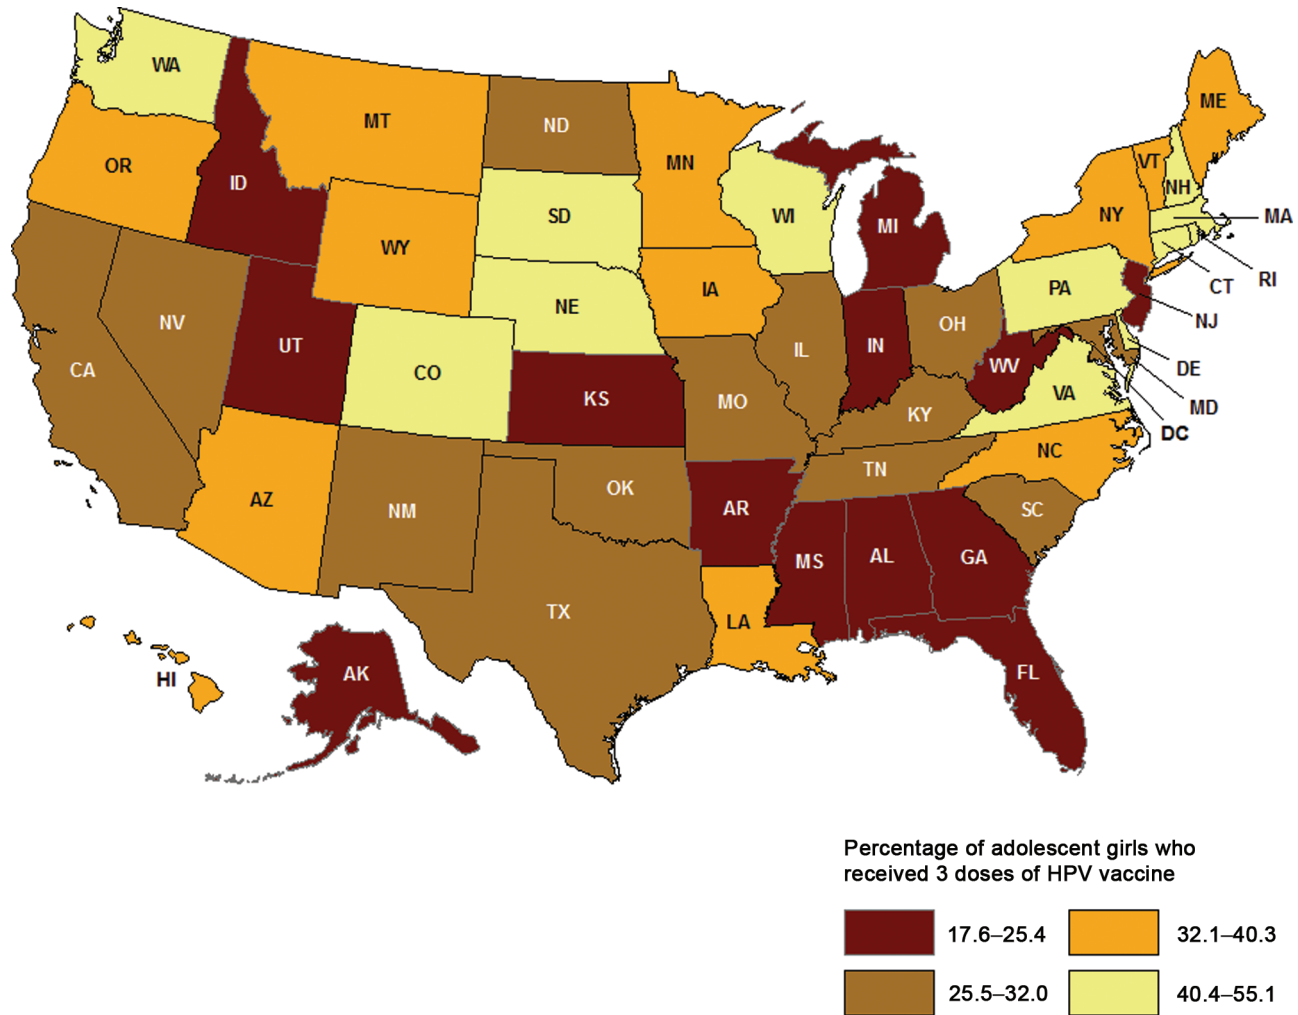 WA
ME
MT
ND
VT
MN
OR
ID
NH
SD
WI
NY
MA
MI
WY
RI
CT
PA
IA
NE
NJ
NV
OH
UT
IN
IL
WV
DE
CA
CO
VA
KS
MO
MD
KY
DC
NC
TN
OK
AZ
NM
AR
SC
MS
AL
GA
TX
LA
HI
AK
FL
Percentage of adolescent girls who
received 3 doses of HPV vaccine
17.6–25.4
32.1–40.3
25.5–32.0
40.4–55.1